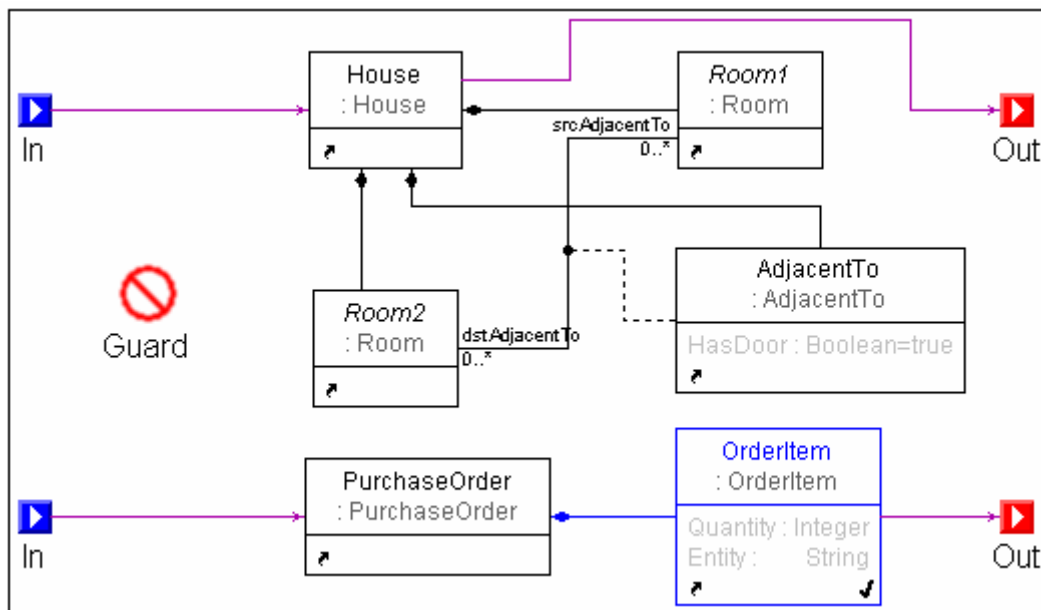 House
: House
Room1
: Room
In
srcAdjacentTo
0..*
Out
AdjacentTo
: AdjacentTo
HasDoor : Boolean=true
Guard
Room2
: Room
dstAdjacentTo
0..*
OrderItem
: OrderItem
Quantity : Integer
Entity : String
PurchaseOrder
: PurchaseOrder
In
Out